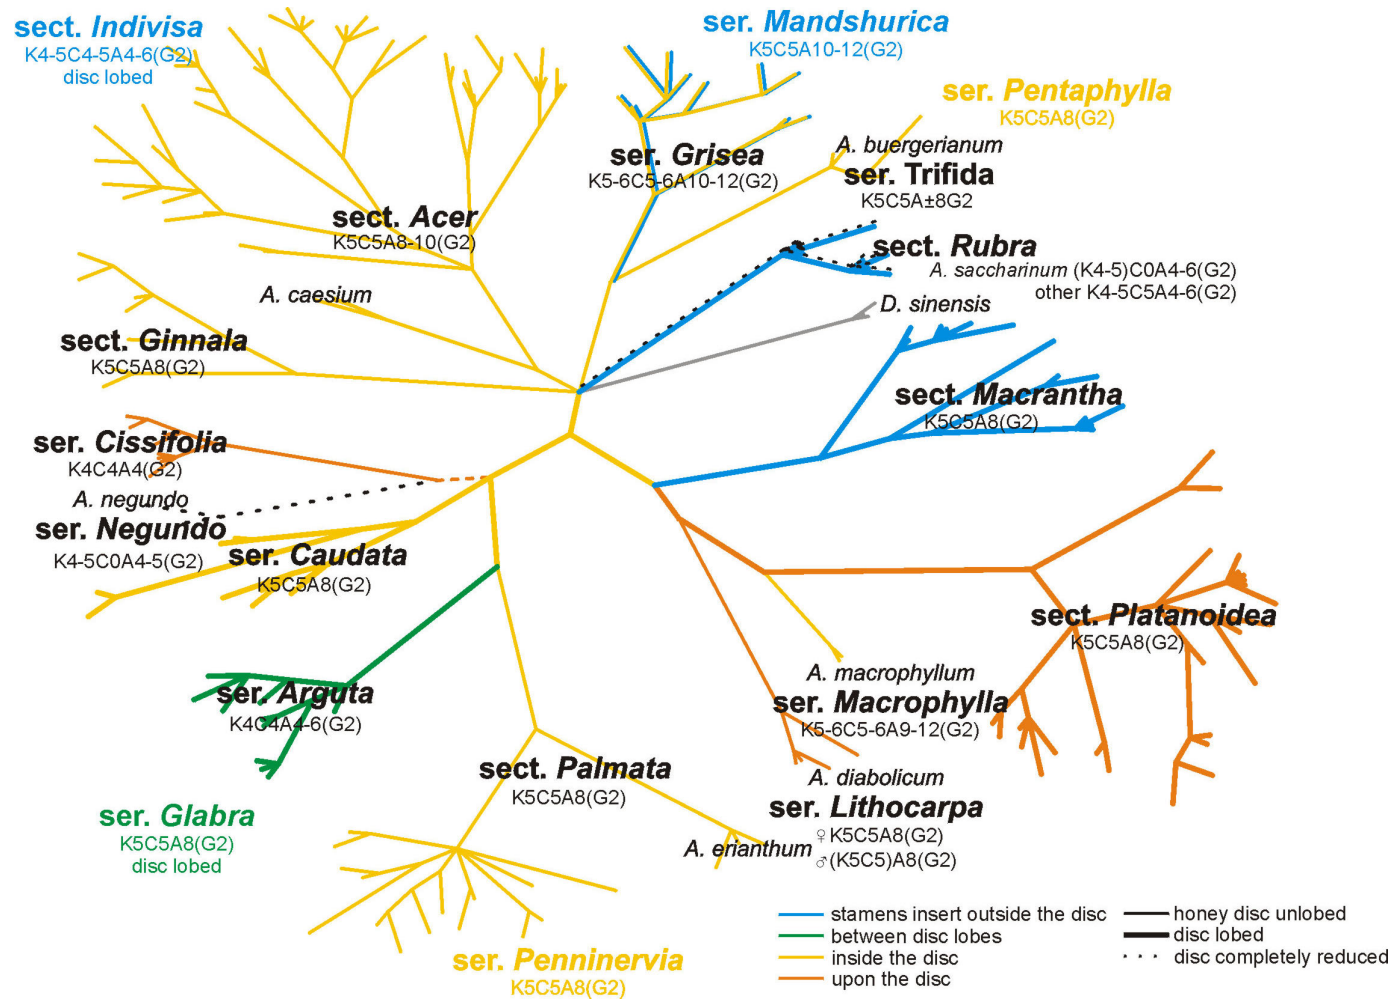 sect. Indivisa
K4-5C4-5A4-6(G2)
disc lobed
ser. Mandshurica
K5C5A10-12(G2)
ser. Pentaphylla
K5C5A8(G2)
A. buergerianum
ser. Trifida
K5C5A±8G2
ser. Grisea
K5-6C5-6A10-12(G2)
sect. Acer
K5C5A8-10(G2)
sect. Rubra
A. saccharinum (K4-5)C0A4-6(G2)
other K4-5C5A4-6(G2)
A. caesium
D. sinensis
sect. Ginnala
K5C5A8(G2)
sect. Macrantha
K5C5A8(G2)
ser. Cissifolia
K4C4A4(G2)
A. negundo
ser. Negundo
K4-5C0A4-5(G2)
ser. Caudata
K5C5A8(G2)
sect. Platanoidea
K5C5A8(G2)
A. macrophyllum
ser. Macrophylla
K5-6C5-6A9-12(G2)
ser. Arguta
K4C4A4-6(G2)
sect. Palmata
K5C5A8(G2)
A. diabolicum
ser. Lithocarpa
♀K5C5A8(G2)
♂(K5C5)A8(G2)
ser. Glabra
K5C5A8(G2)
disc lobed
A. erianthum
ser. Penninervia
K5C5A8(G2)
stamens insert outside the disc
between disc lobes
inside the disc
upon the disc
honey disc unlobed
disc lobed
disc completely reduced